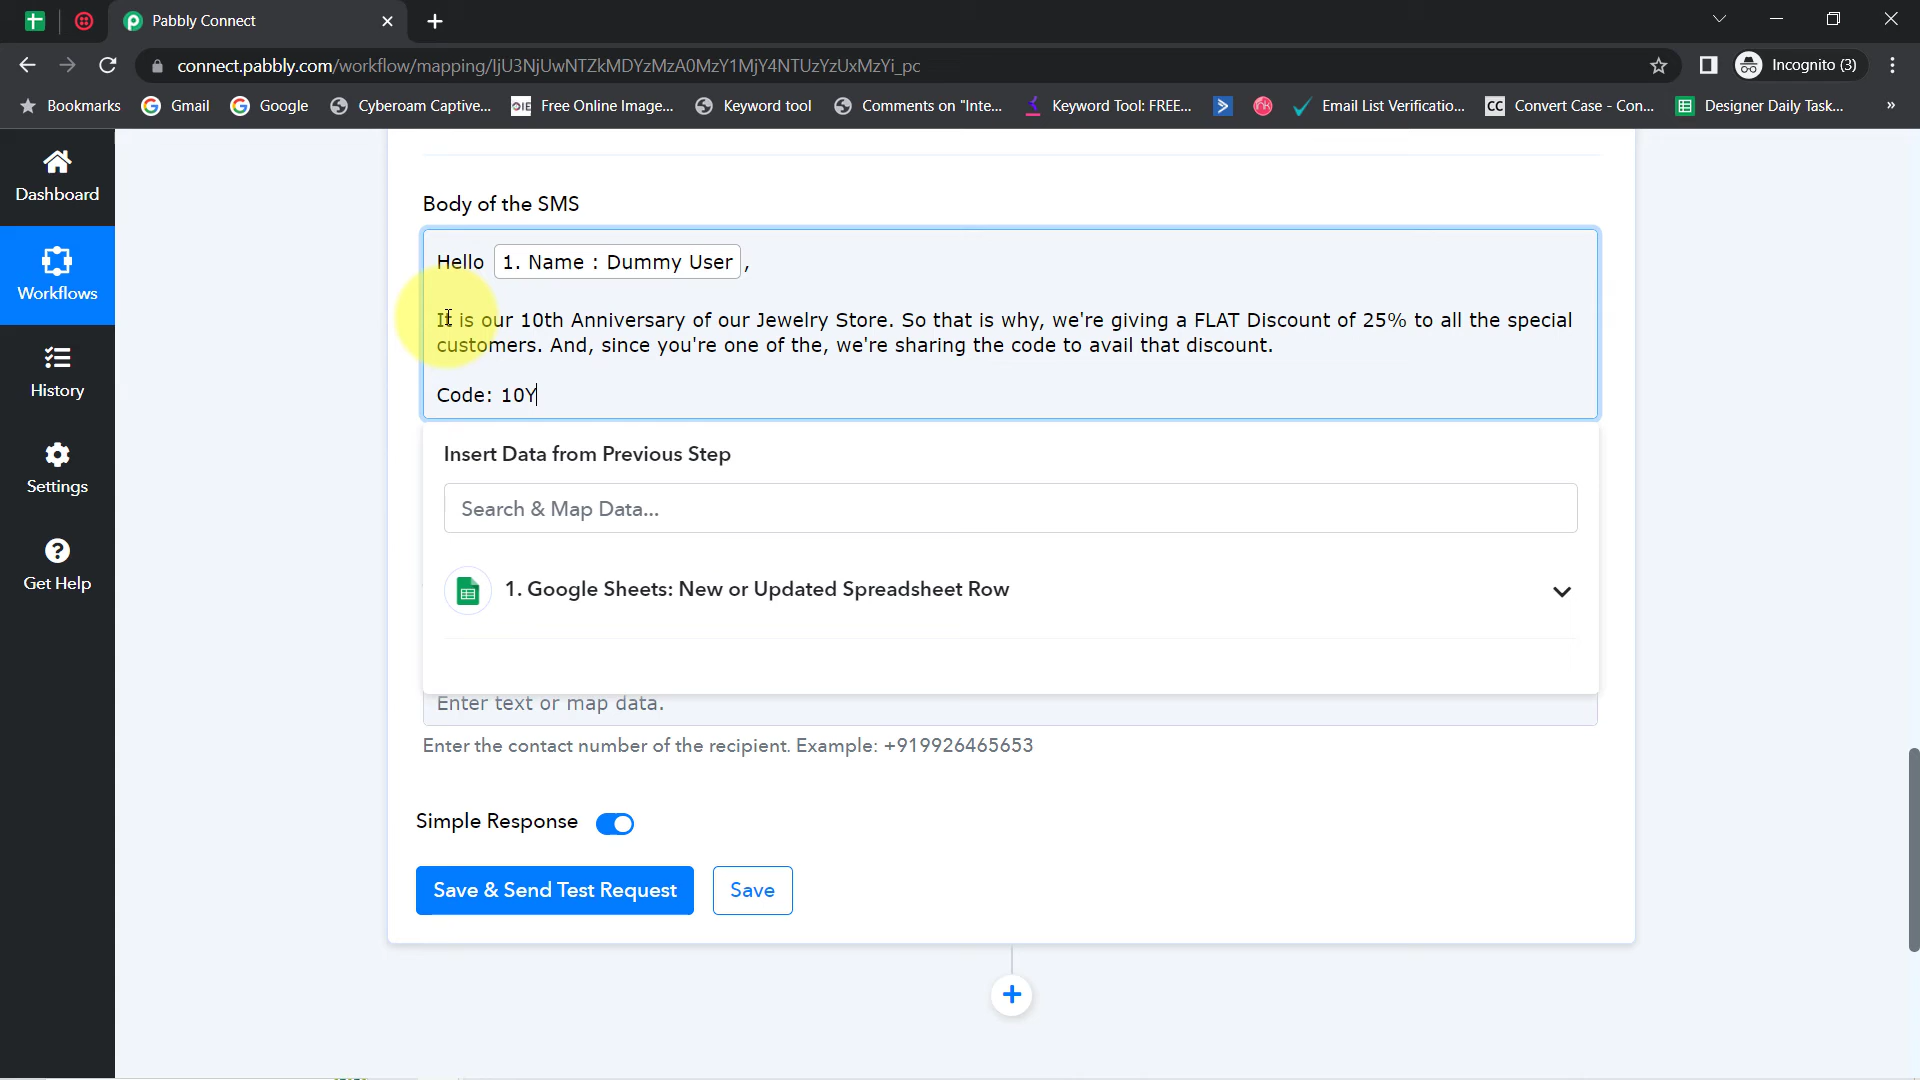 Pabbly Connect
connect.pabbly.com/workflow/mapping/IjU3NjUwNTZkMDYzMzA0MzY1MjY4NTUzYzUxMzYi_pc
Incognito (3)
Bookmarks
Gmail
Google
Cyberoam Captive...
OIE
Free Online Image...
Keyword tool
Comments on "Inte...
Keyword Tool: FREE...
Email List Verificatio...
CC
Convert Case - Con...
Designer Daily Task...
»
Dashboard
Workflows
History
Settings
Get Help
Body of the SMS
Hello 1. Name : Dummy User ,
It is our 10th Anniversary of our Jewelry Store. So that is why, we're giving a FLAT Discount of 25% to all the special
customers. And, since you're one of the, we're sharing the code to avail that discount.
Code: 10Y
Insert Data from Previous Step
Search & Map Data...
1. Google Sheets: New or Updated Spreadsheet Row
Enter text or map data.
Enter the contact number of the recipient. Example: +919926465653
Simple Response
Save & Send Test Request
Save